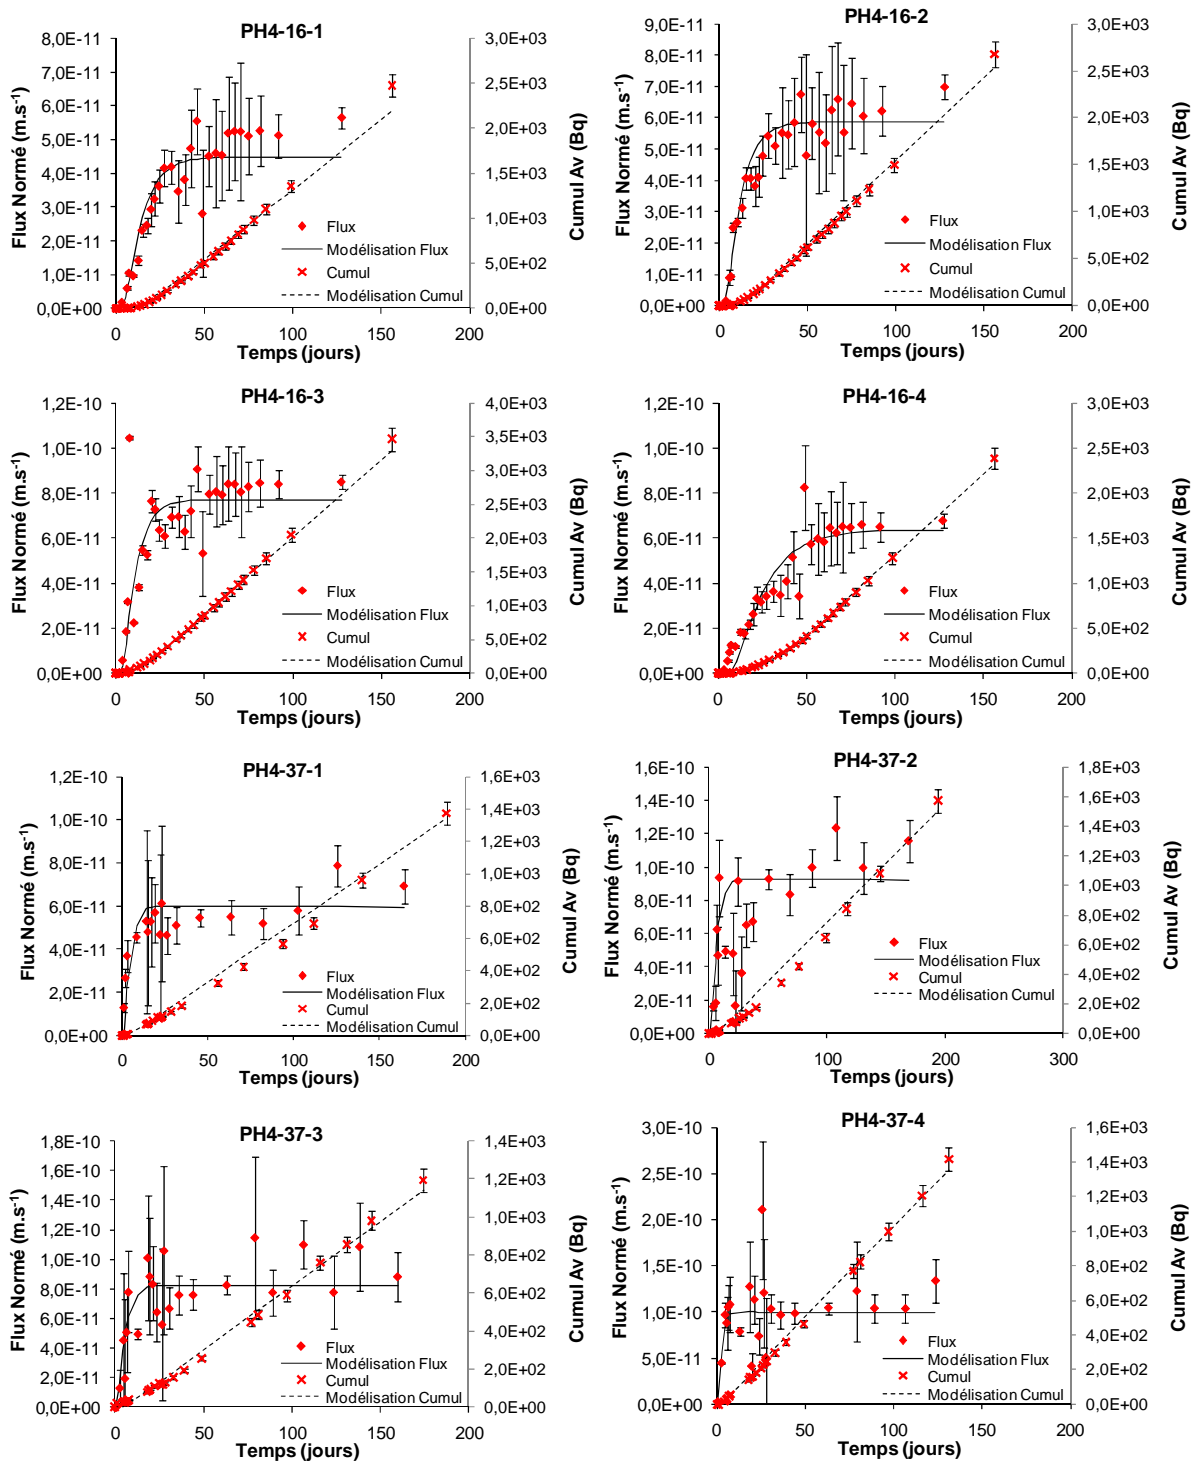 PH4-16-1
Flux Normé (m.s⁻¹)
8,0E-11
7,0E-11
6,0E-11
5,0E-11
4,0E-11
3,0E-11
2,0E-11
1,0E-11
0,0E+00
3,0E+03
2,5E+03
2,0E+03
1,5E+03
1,0E+03
5,0E+02
0,0E+00
Cumul Av (Bq)
Flux
Modélisation Flux
Cumul
Modélisation Cumul
0 50 100 150 200
Temps (jours)
PH4-16-2
Flux Normé (m.s⁻¹)
9,0E-11
8,0E-11
7,0E-11
6,0E-11
5,0E-11
4,0E-11
3,0E-11
2,0E-11
1,0E-11
0,0E+00
3,0E+03
2,5E+03
2,0E+03
1,5E+03
1,0E+03
5,0E+02
0,0E+00
Cumul Av (Bq)
Flux
Modélisation Flux
Cumul
Modélisation Cumul
0 50 100 150 200
Temps (jours)
PH4-16-3
Flux Normé (m.s⁻¹)
1,2E-10
1,0E-10
8,0E-11
6,0E-11
4,0E-11
2,0E-11
0,0E+00
4,0E+03
3,5E+03
3,0E+03
2,5E+03
2,0E+03
1,5E+03
1,0E+03
5,0E+02
0,0E+00
Cumul Av (Bq)
Flux
Modélisation Flux
Cumul
Modélisation Cumul
0 50 100 150 200
Temps (jours)
PH4-16-4
Flux Normé (m.s⁻¹)
1,2E-10
1,0E-10
8,0E-11
6,0E-11
4,0E-11
2,0E-11
0,0E+00
3,0E+03
2,5E+03
2,0E+03
1,5E+03
1,0E+03
5,0E+02
0,0E+00
Cumul Av (Bq)
Flux
Modélisation Flux
Cumul
Modélisation Cumul
0 50 100 150 200
Temps (jours)
PH4-37-1
Flux Normé (m.s⁻¹)
1,2E-10
1,0E-10
8,0E-11
6,0E-11
4,0E-11
2,0E-11
0,0E+00
1,6E+03
1,4E+03
1,2E+03
1,0E+03
8,0E+02
6,0E+02
4,0E+02
2,0E+02
0,0E+00
Cumul Av (Bq)
Flux
Modélisation Flux
Cumul
Modélisation Cumul
0 50 100 150 200
Temps (jours)
PH4-37-2
Flux Normé (m.s⁻¹)
1,6E-10
1,4E-10
1,2E-10
1,0E-10
8,0E-11
6,0E-11
4,0E-11
2,0E-11
0,0E+00
1,8E+03
1,6E+03
1,4E+03
1,2E+03
1,0E+03
8,0E+02
6,0E+02
4,0E+02
2,0E+02
0,0E+00
Cumul Av (Bq)
Flux
Modélisation Flux
Cumul
Modélisation Cumul
0 100 200 300
Temps (jours)
PH4-37-3
Flux Normé (m.s⁻¹)
1,8E-10
1,6E-10
1,4E-10
1,2E-10
1,0E-10
8,0E-11
6,0E-11
4,0E-11
2,0E-11
0,0E+00
1,4E+03
1,2E+03
1,0E+03
8,0E+02
6,0E+02
4,0E+02
2,0E+02
0,0E+00
Cumul Av (Bq)
Flux
Modélisation Flux
Cumul
Modélisation Cumul
0 50 100 150 200
Temps (jours)
PH4-37-4
Flux Normé (m.s⁻¹)
3,0E-10
2,5E-10
2,0E-10
1,5E-10
1,0E-10
5,0E-11
0,0E+00
1,6E+03
1,4E+03
1,2E+03
1,0E+03
8,0E+02
6,0E+02
4,0E+02
2,0E+02
0,0E+00
Cumul Av (Bq)
Flux
Modélisation Flux
Cumul
Modélisation Cumul
0 50 100 150 200
Temps (jours)